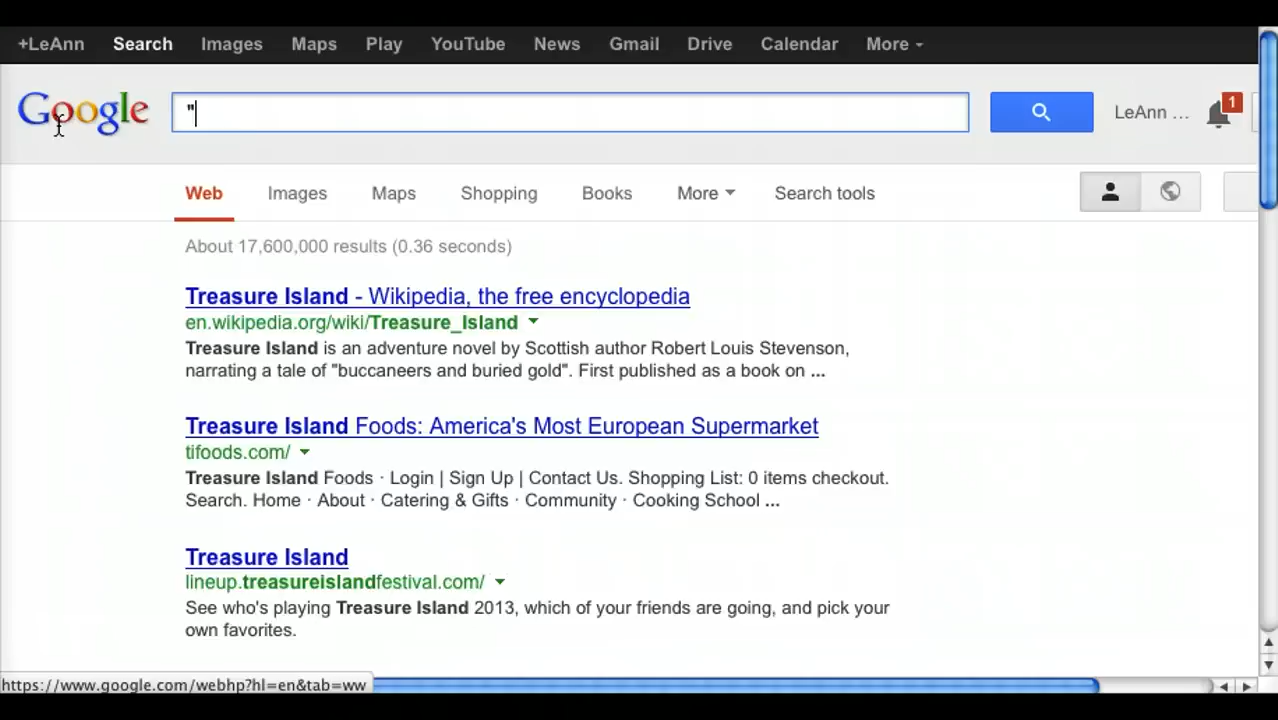 +LeAnn Search Images Maps Play YouTube News Gmail Drive Calendar More
Google " LeAnn ... 1
Web Images Maps Shopping Books More Search tools
About 17,600,000 results (0.36 seconds)
Treasure Island - Wikipedia, the free encyclopedia
en.wikipedia.org/wiki/Treasure_Island
Treasure Island is an adventure novel by Scottish author Robert Louis Stevenson,
narrating a tale of "buccaneers and buried gold". First published as a book on ...
Treasure Island Foods: America's Most European Supermarket
tifoods.com/
Treasure Island Foods · Login | Sign Up | Contact Us. Shopping List: 0 items checkout.
Search. Home · About · Catering & Gifts · Community · Cooking School ...
Treasure Island
lineup.treasureislandfestival.com/
See who's playing Treasure Island 2013, which of your friends are going, and pick your
own favorites.
https://www.google.com/webhp?hl=en&tab=ww